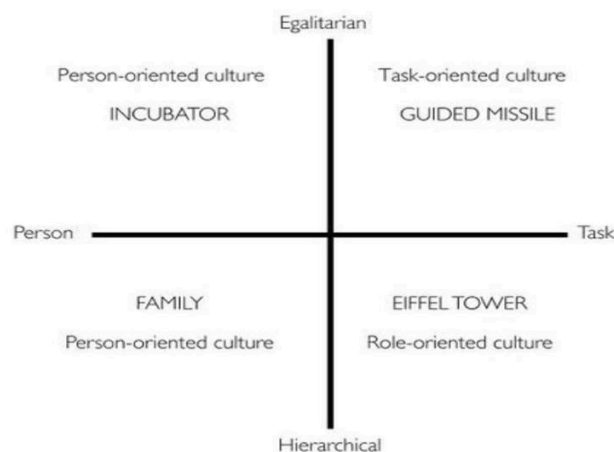 Egalitarian
Person-oriented culture
INCUBATOR
Task-oriented culture
GUIDED MISSILE
Person
Task
FAMILY
Person-oriented culture
EIFFEL TOWER
Role-oriented culture
Hierarchical